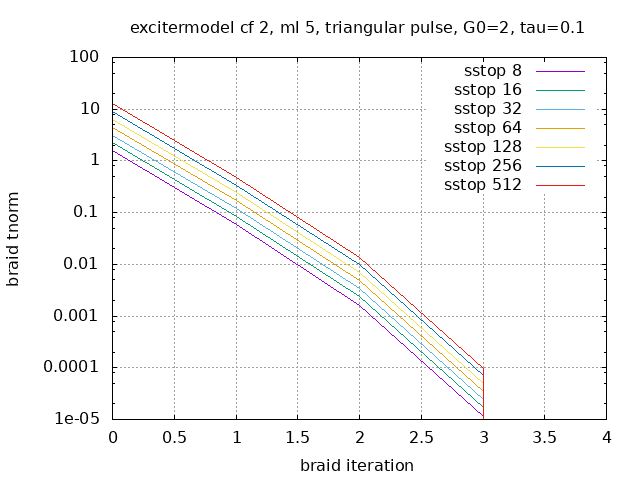 excitermodel cf 2, ml 5, triangular pulse, G0=2, tau=0.1
100
10
1
0.1
0.01
0.001
0.0001
1e-05
braid tnorm
sstop 8
sstop 16
sstop 32
sstop 64
sstop 128
sstop 256
sstop 512
0 0.5 1 1.5 2 2.5 3 3.5 4
braid iteration